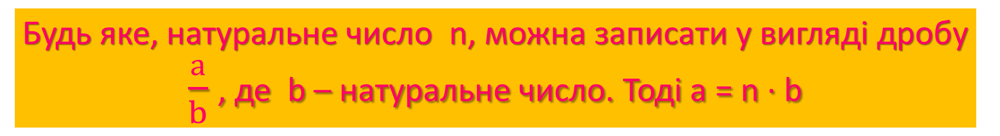 Будь яке, натуральне число n, можна записати у вигляді дробу
a/b , де b – натуральне число. Тоді a = n · b